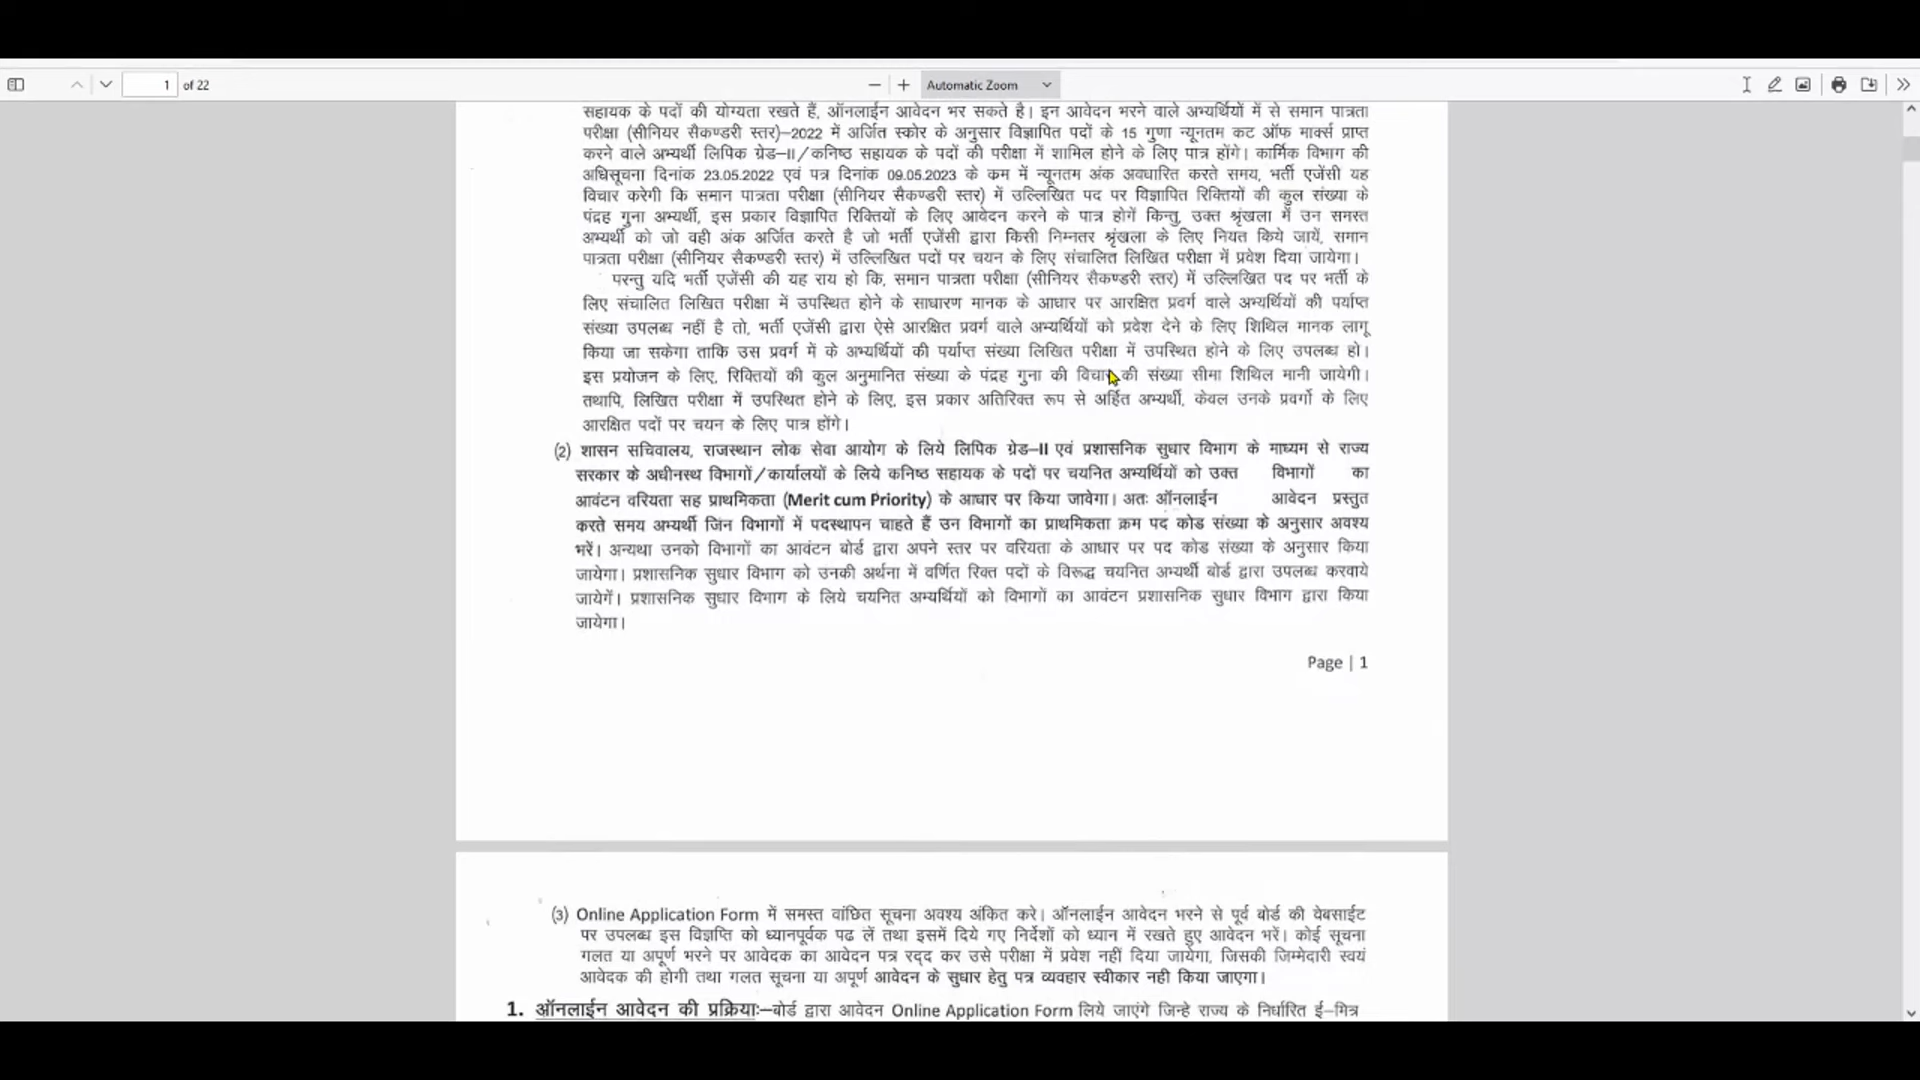 1 of 22 Automatic Zoom
सहायक के पदों की योग्यता रखते हैं, ऑनलाईन आवेदन भर सकते है। इन आवेदन भरने वाले अभ्यर्थियों में से समान पात्रता
परीक्षा (सीनियर सैकण्डरी स्तर)–2022 में अर्जित स्कोर के अनुसार विज्ञापित पदों के 15 गुणा न्यूनतम कट ऑफ मार्क्स प्राप्त
करने वाले अभ्यर्थी लिपिक ग्रेड–II/कनिष्ठ सहायक के पदों की परीक्षा में शामिल होने के लिए पात्र होंगे। कार्मिक विभाग की
अधिसूचना दिनांक 23.05.2022 एवं पत्र दिनांक 09.05.2023 के कम में न्यूनतम अंक अवधारित करते समय, भर्ती एजेंसी यह
विचार करेगी कि समान पात्रता परीक्षा (सीनियर सैकण्डरी स्तर) में उल्लिखित पद पर विज्ञापित रिक्तियों की कुल संख्या के
पंद्रह गुना अभ्यर्थी, इस प्रकार विज्ञापित रिक्तियों के लिए आवेदन करने के पात्र होगें किन्तु, उक्त श्रृंखला में उन समस्त
अभ्यर्थी को जो वही अंक अर्जित करते है जो भर्ती एजेंसी द्वारा किसी निम्नतर श्रृंखला के लिए नियत किये जायें, समान
पात्रता परीक्षा (सीनियर सैकण्डरी स्तर) में उल्लिखित पदों पर चयन के लिए संचालित लिखित परीक्षा में प्रवेश दिया जायेगा।
परन्तु यदि भर्ती एजेंसी की यह राय हो कि, समान पात्रता परीक्षा (सीनियर सैकण्डरी स्तर) में उल्लिखित पद पर भर्ती के
लिए संचालित लिखित परीक्षा में उपस्थित होने के साधारण मानक के आधार पर आरक्षित प्रवर्ग वाले अभ्यर्थियों की पर्याप्त
संख्या उपलब्ध नहीं है तो, भर्ती एजेंसी द्वारा ऐसे आरक्षित प्रवर्ग वाले अभ्यर्थियों को प्रवेश देने के लिए शिथिल मानक लागू
किया जा सकेगा ताकि उस प्रवर्ग में के अभ्यर्थियों की पर्याप्त संख्या लिखित परीक्षा में उपस्थित होने के लिए उपलब्ध हो।
इस प्रयोजन के लिए, रिक्तियों की कुल अनुमानित संख्या के पंद्रह गुना की विचार की संख्या सीमा शिथिल मानी जायेगी।
तथापि, लिखित परीक्षा में उपस्थित होने के लिए, इस प्रकार अतिरिक्त रूप से अर्हित अभ्यर्थी, केवल उनके प्रवर्गो के लिए
आरक्षित पदों पर चयन के लिए पात्र होंगे।
(2) शासन सचिवालय, राजस्थान लोक सेवा आयोग के लिये लिपिक ग्रेड–II एवं प्रशासनिक सुधार विभाग के माध्यम से राज्य
सरकार के अधीनस्थ विभागों/कार्यालयों के लिये कनिष्ठ सहायक के पदों पर चयनित अभ्यर्थियों को उक्त विभागों का
आवंटन वरियता सह प्राथमिकता (Merit cum Priority) के आधार पर किया जावेगा। अतः ऑनलाईन आवेदन प्रस्तुत
करते समय अभ्यर्थी जिन विभागों में पदस्थापन चाहते हैं उन विभागों का प्राथमिकता क्रम पद कोड संख्या के अनुसार अवश्य
भरें। अन्यथा उनको विभागों का आवंटन बोर्ड द्वारा अपने स्तर पर वरियता के आधार पर पद कोड संख्या के अनुसार किया
जायेगा। प्रशासनिक सुधार विभाग को उनकी अर्थना में वर्णित रिक्त पदों के विरूद्ध चयनित अभ्यर्थी बोर्ड द्वारा उपलब्ध करवाये
जायेगें। प्रशासनिक सुधार विभाग के लिये चयनित अभ्यर्थियों को विभागों का आवंटन प्रशासनिक सुधार विभाग द्वारा किया
जायेगा।
Page | 1
(3) Online Application Form में समस्त वांछित सूचना अवश्य अंकित करे। ऑनलाईन आवेदन भरने से पूर्व बोर्ड की वेबसाईट
पर उपलब्ध इस विज्ञप्ति को ध्यानपूर्वक पढ लें तथा इसमें दिये गए निर्देशों को ध्यान में रखते हुए आवेदन भरें। कोई सूचना
गलत या अपूर्ण भरने पर आवेदक का आवेदन पत्र रद्द कर उसे परीक्षा में प्रवेश नहीं दिया जायेगा, जिसकी जिम्मेदारी स्वयं
आवेदक की होगी तथा गलत सूचना या अपूर्ण आवेदन के सुधार हेतु पत्र व्यवहार स्वीकार नही किया जाएगा।
1. ऑनलाईन आवेदन की प्रक्रियाः–बोर्ड द्वारा आवेदन Online Application Form लिये जाएंगे जिन्हे राज्य के निर्धारित ई–मित्र